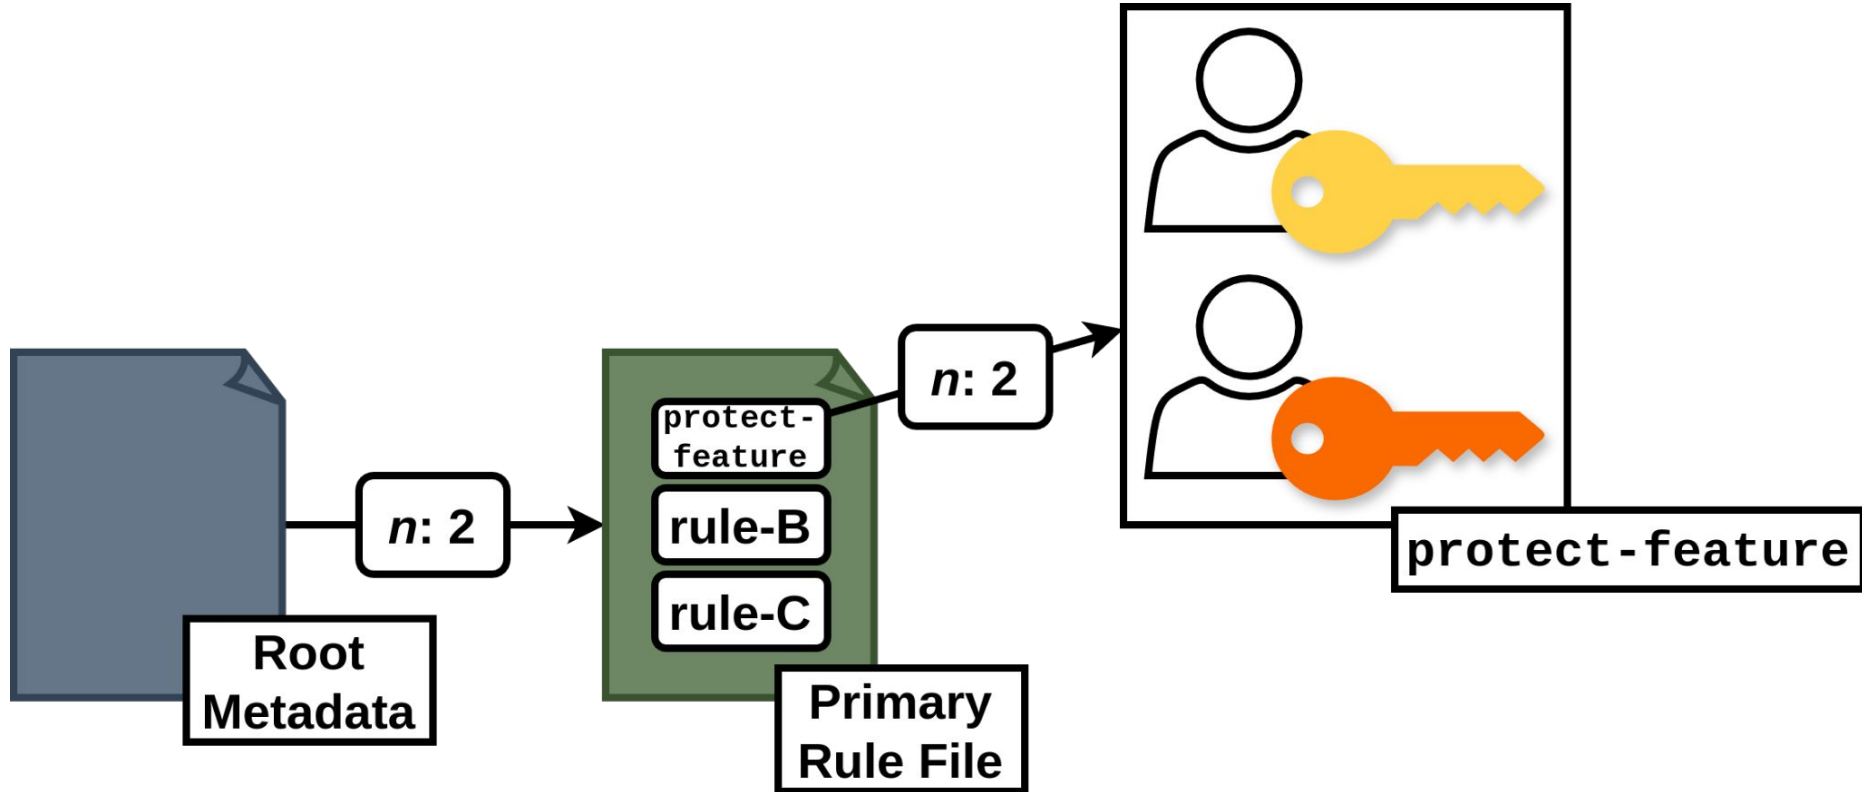 n: 2
protect-
feature
rule-B
rule-C
n: 2
Root
Metadata
Primary
Rule File
protect-feature